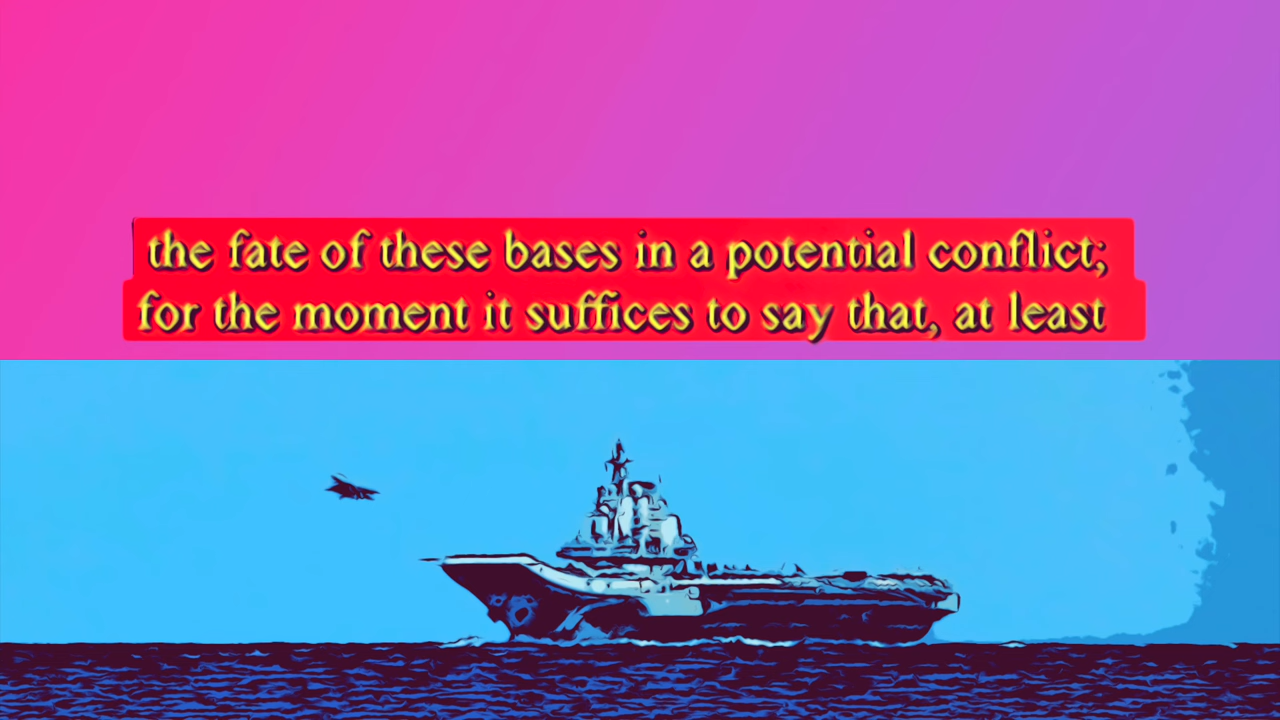 the fate of these bases in a potential conflict;
for the moment it suffices to say that, at least